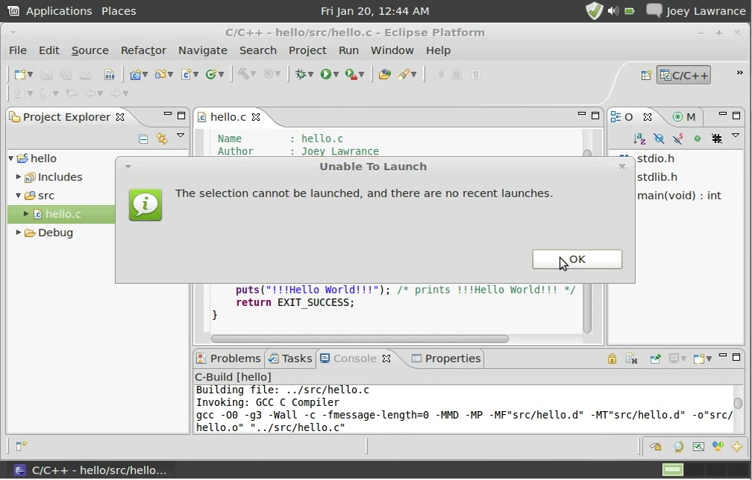 Applications Places
Fri Jan 20, 12:44 AM
Joey Lawrance
C/C++ - hello/src/hello.c - Eclipse Platform
File Edit Source Refactor Navigate Search Project Run Window Help
C/C++
Project Explorer
hello
Includes
src
hello.c
Debug
hello.c
Name : hello.c
Author : Joey Lawrance
O
M
stdio.h
stdlib.h
main(void) : int
Unable To Launch
The selection cannot be launched, and there are no recent launches.
OK
puts("!!!Hello World!!!"); /* prints !!!Hello World!!! */
return EXIT_SUCCESS;
}
Problems Tasks Console Properties
C-Build [hello]
Building file: ../src/hello.c
Invoking: GCC C Compiler
gcc -O0 -g3 -Wall -c -fmessage-length=0 -MMD -MP -MF"src/hello.d" -MT"src/hello.d" -o"src/
hello.o" "../src/hello.c"
C/C++ - hello/src/hello...